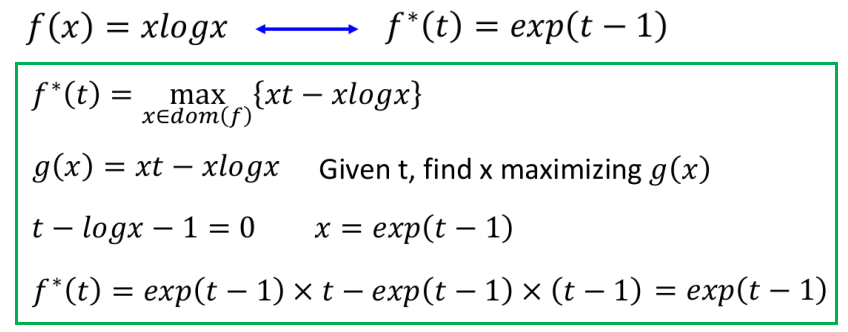 f(x) = xlogx ⟷ f*(t) = exp(t − 1)
f*(t) = max {xt − xlogx}
x∈dom(f)
g(x) = xt − xlogx Given t, find x maximizing g(x)
t − logx − 1 = 0 x = exp(t − 1)
f*(t) = exp(t − 1) × t − exp(t − 1) × (t − 1) = exp(t − 1)